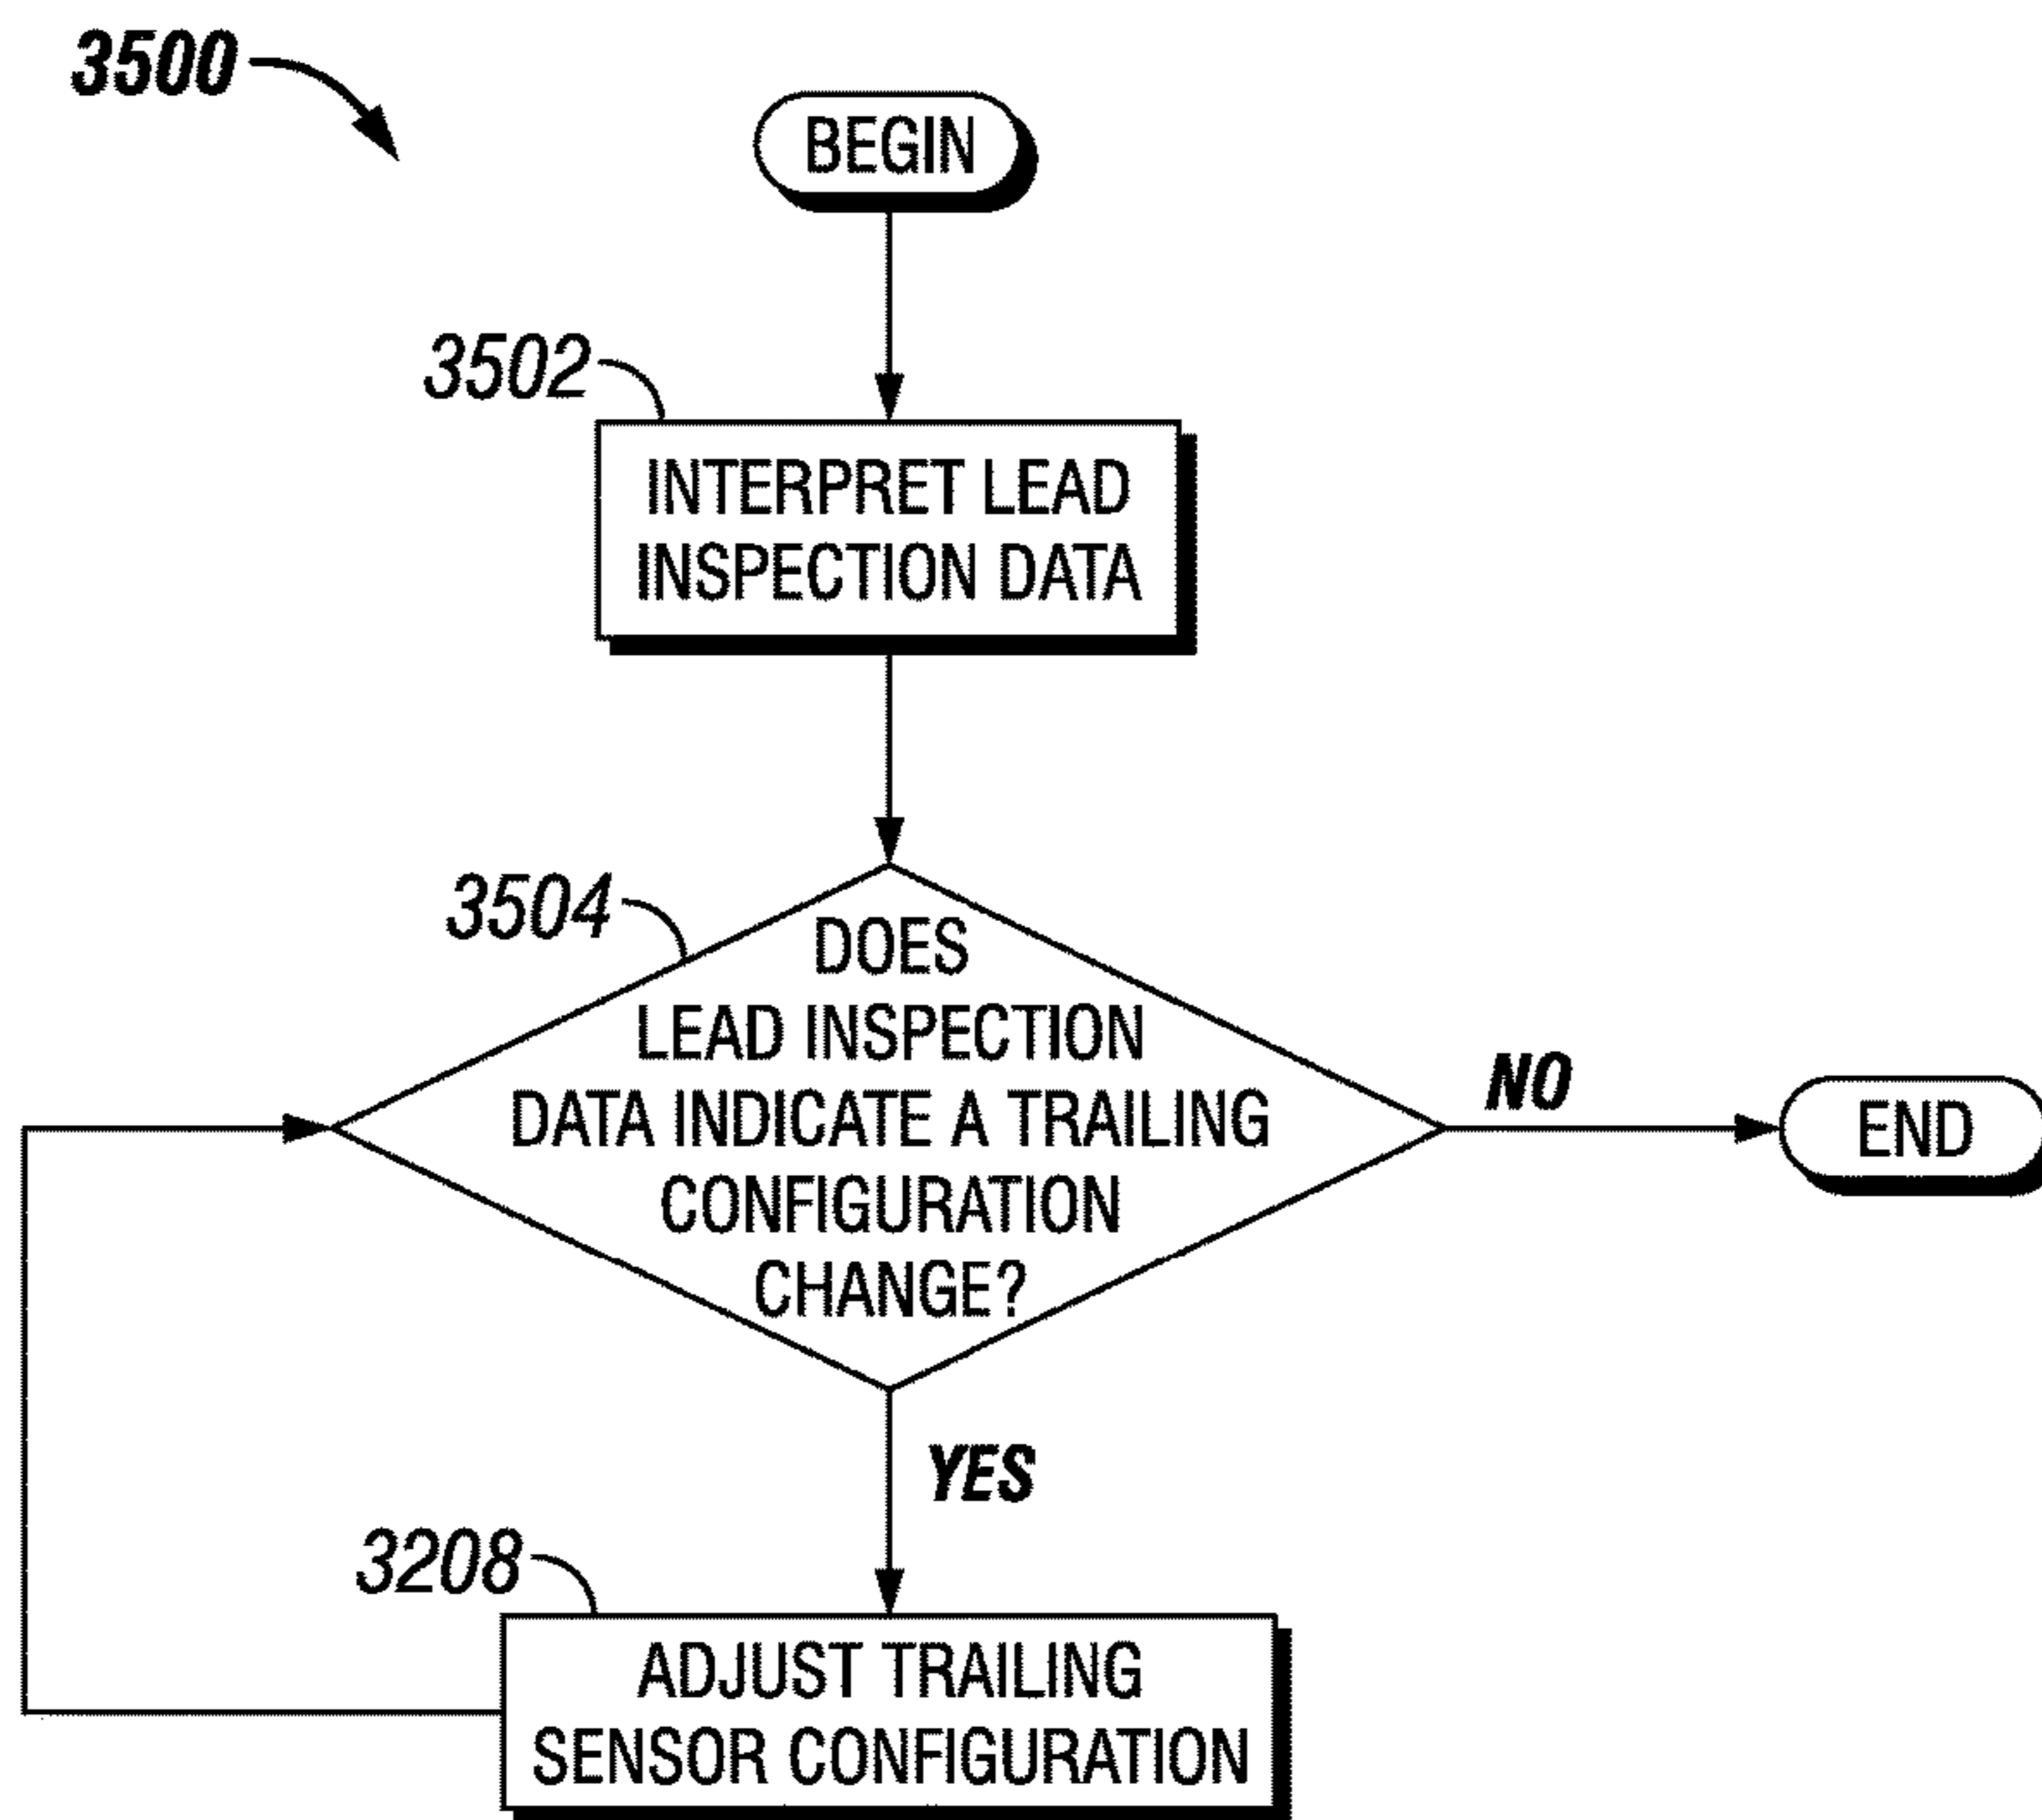 3500
BEGIN
3502
INTERPRET LEAD
INSPECTION DATA
3504
DOES
LEAD INSPECTION
DATA INDICATE A TRAILING
CONFIGURATION
CHANGE?
NO
END
YES
3208
ADJUST TRAILING
SENSOR CONFIGURATION